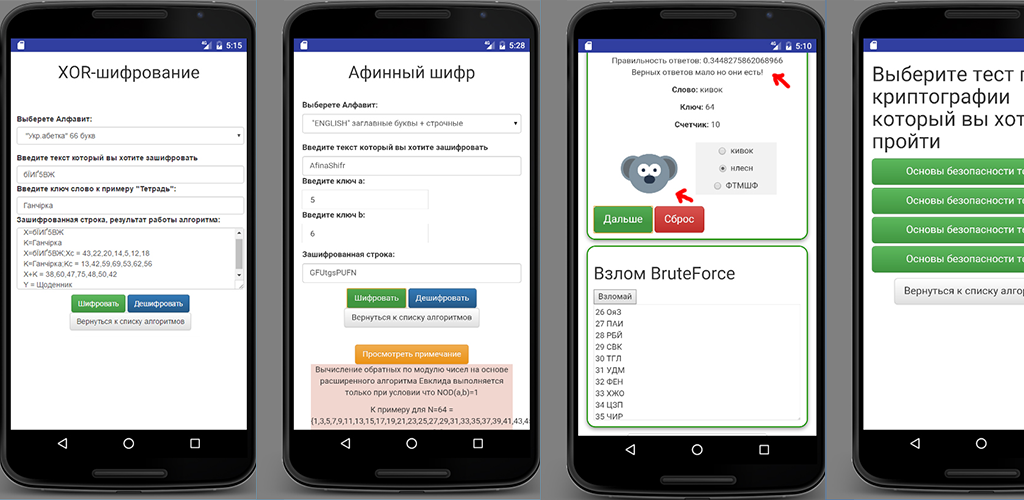 5:15
XOR-шифрование
Выберете Алфавит:
"Укр.абетка" 66 букв
Введите текст который вы хотите зашифровать
бЇИҐ5ВЖ
Введите ключ слово к примеру "Тетрадь":
Ганчірка
Зашифрованная строка, результат работы алгоритма:
X=бЇИҐ5ВЖ
K=Ганчірка
X=бЇИҐ5ВЖ;Xc = 43,22,20,14,5,12,18
K=Ганчірка;Kc = 13,42,59,69,53,62,56
X+K = 38,60,47,75,48,50,42
Y = Щоденник
Шифровать
Дешифровать
Вернуться к списку алгоритмов
5:28
Афинный шифр
Выберете Алфавит:
"ENGLISH" заглавные буквы + строчные
Введите текст который вы хотите зашифровать
AfinaShifr
Введите ключ a:
5
Введите ключ b:
6
Зашифрованная строка:
GFUtgsPUFN
Шифровать
Дешифровать
Вернуться к списку алгоритмов
Просмотреть примечание
Вычисление обратных по модулю чисел на основе
расширенного алгоритма Евклида выполняется
только при условии что NOD(a,b)=1
К примеру для N=64 =
(1,3,5,7,9,11,13,15,17,19,21,23,25,27,29,31,33,35,37,39,41,43,4
5:10
Правильность ответов: 0.3448275862068966
Верных ответов мало но они есть!
Слово: кивок
Ключ: 64
Счетчик: 10
кивок
нлесн
ФТМШФ
Дальше
Сброс
Взлом BruteForce
Взломай
26 ОяЗ
27 ПАИ
28 РБЙ
29 СВК
30 ТГЛ
31 УДМ
32 ФЕН
33 ХЖО
34 ЦЗП
35 ЧИР
Выберите тест п
криптографии
который вы хот
пройти
Основы безопасности то
Основы безопасности то
Основы безопасности то
Основы безопасности то
Вернуться к списку алгор